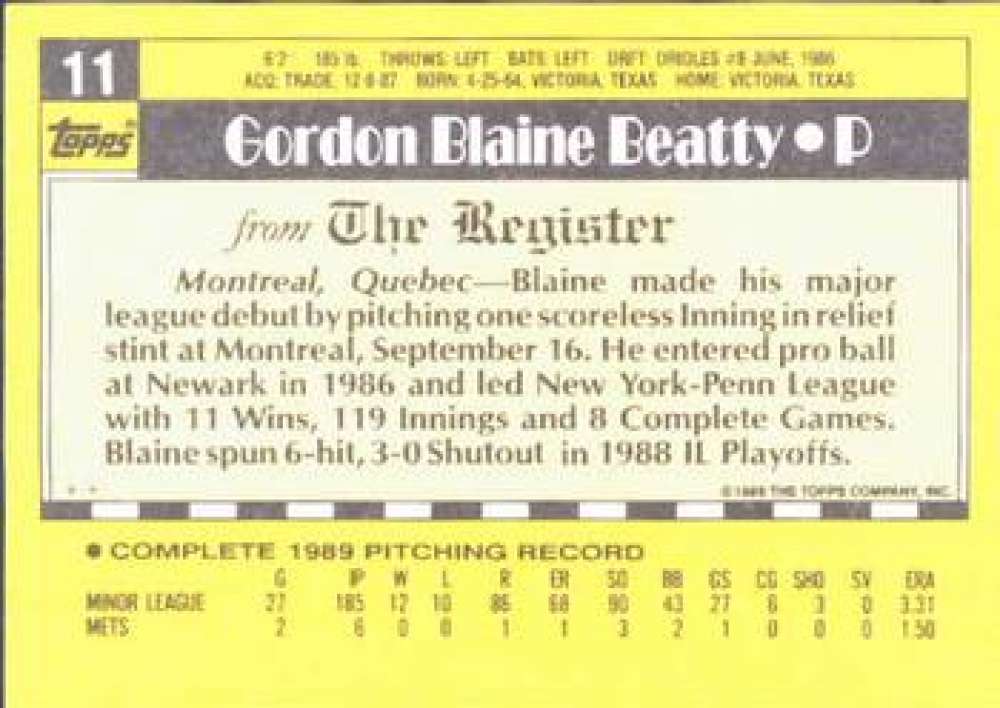 11
6'2" 185 lb. THROWS: LEFT BATS: LEFT DRFT: ORIOLES #8-JUNE, 1986
ACQ: TRADE, 12-8-87 BORN: 4-25-64, VICTORIA, TEXAS HOME: VICTORIA, TEXAS
TOPPS®
Gordon Blaine Beatty • P
from The Register
Montreal, Quebec—Blaine made his major
league debut by pitching one scoreless Inning in relief
stint at Montreal, September 16. He entered pro ball
at Newark in 1986 and led New York-Penn League
with 11 Wins, 119 Innings and 8 Complete Games.
Blaine spun 6-hit, 3-0 Shutout in 1988 IL Playoffs.
* *
© 1989 THE TOPPS COMPANY, INC.
• COMPLETE 1989 PITCHING RECORD
G IP W L R ER SO BB GS CG SHO SV ERA
MINOR LEAGUE 27 185 12 10 86 68 90 43 27 6 3 0 3.31
METS 2 6 0 0 1 1 3 2 1 0 0 0 1.50